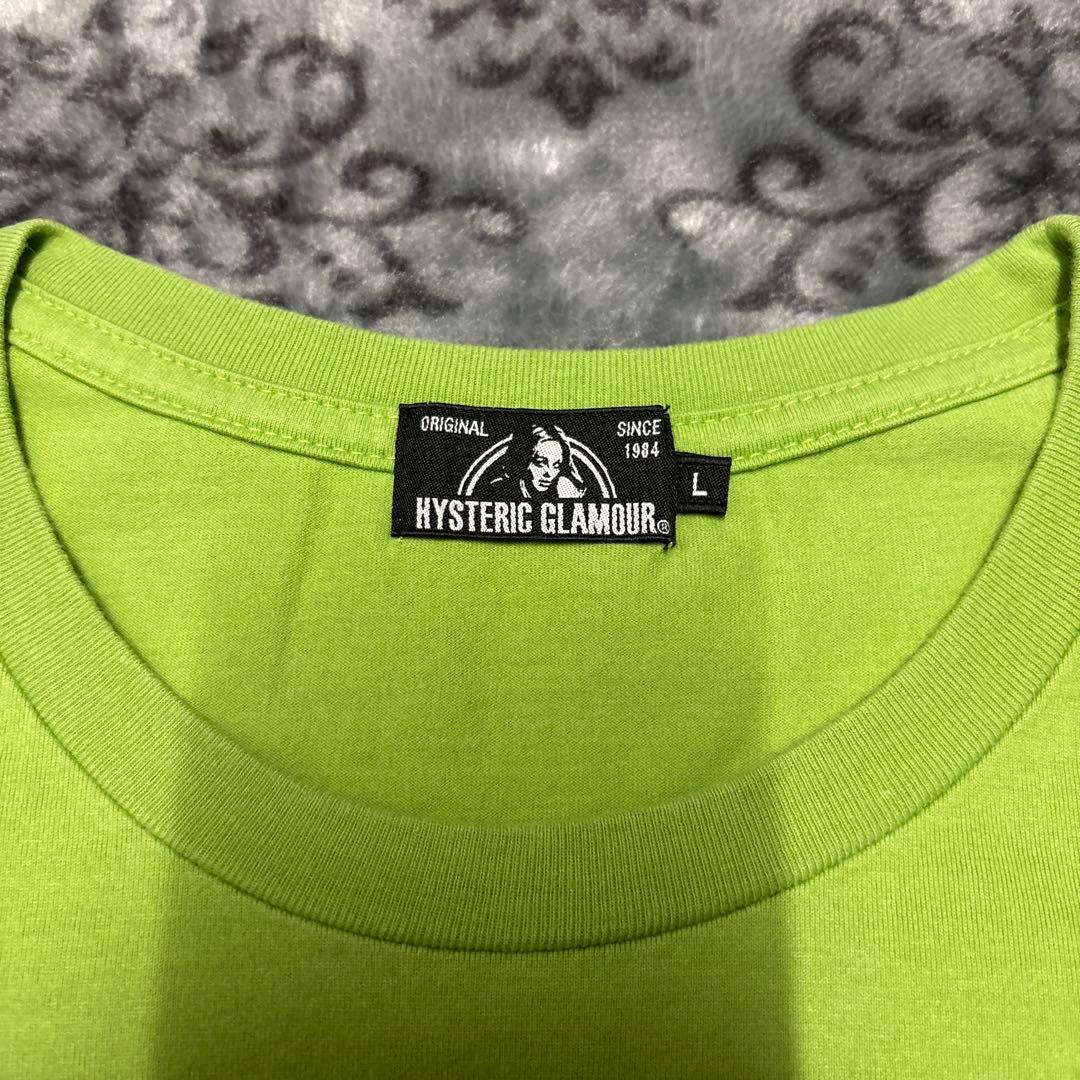 ORIGINAL
SINCE
1984
HYSTERIC GLAMOUR®
L